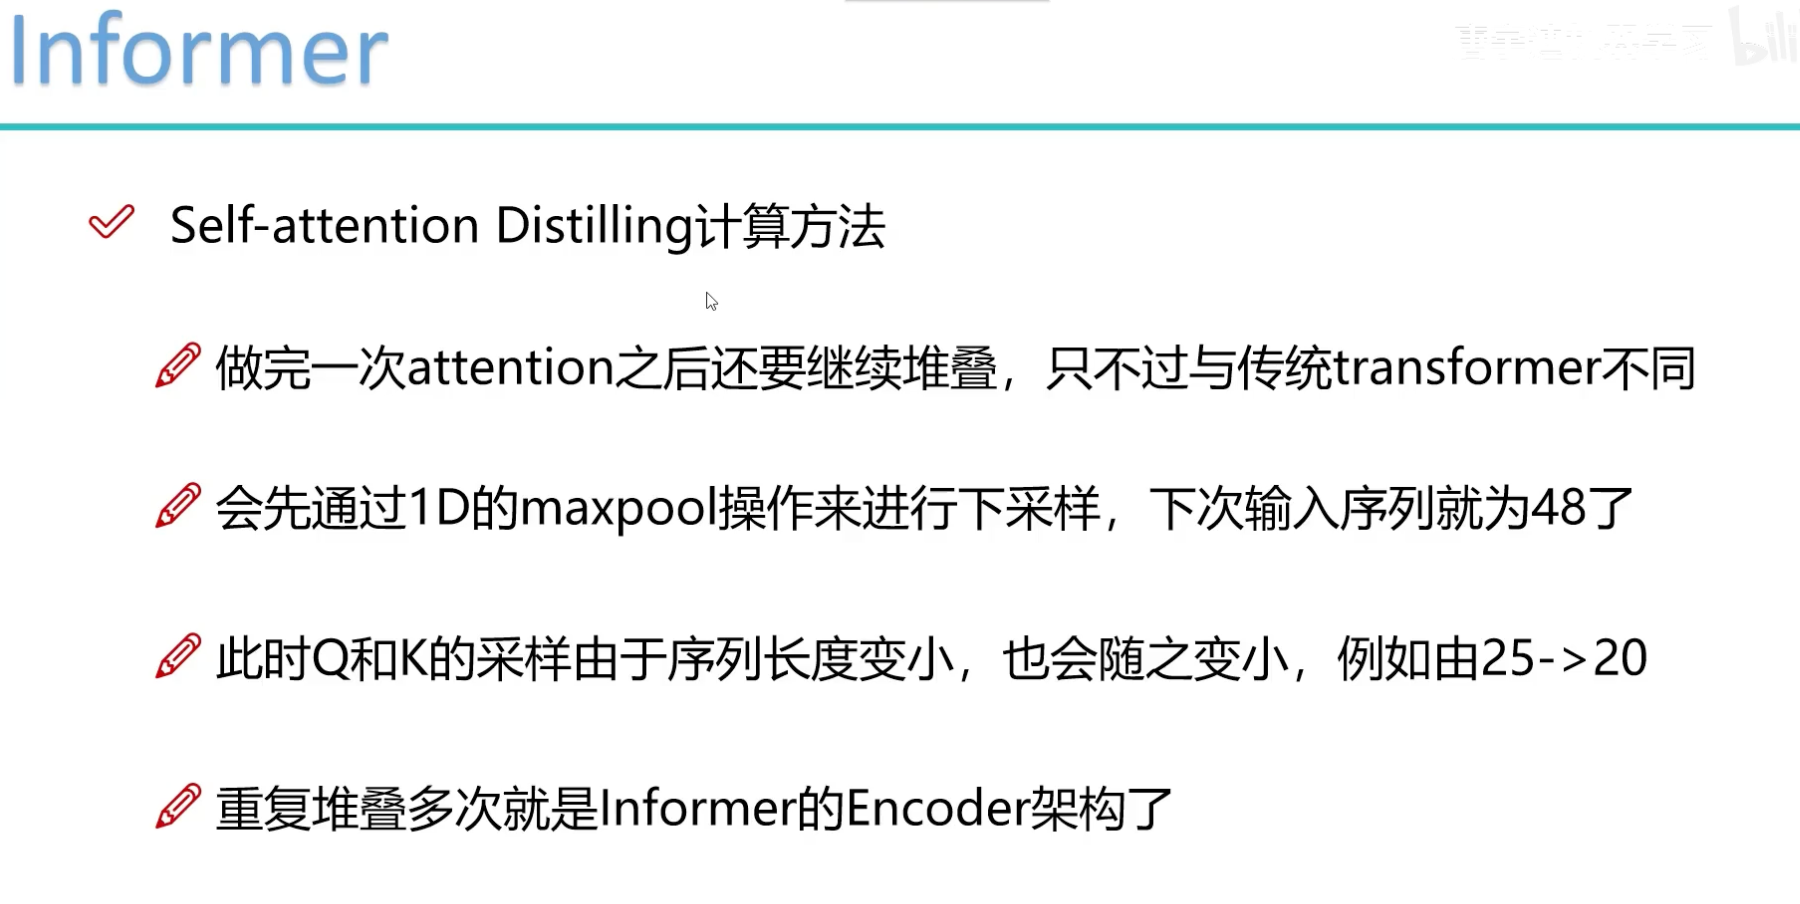 Informer
Self-attention Distilling计算方法
做完一次attention之后还要继续堆叠，只不过与传统transformer不同
会先通过1D的maxpool操作来进行下采样，下次输入序列就为48了
此时Q和K的采样由于序列长度变小，也会随之变小，例如由25->20
重复堆叠多次就是Informer的Encoder架构了